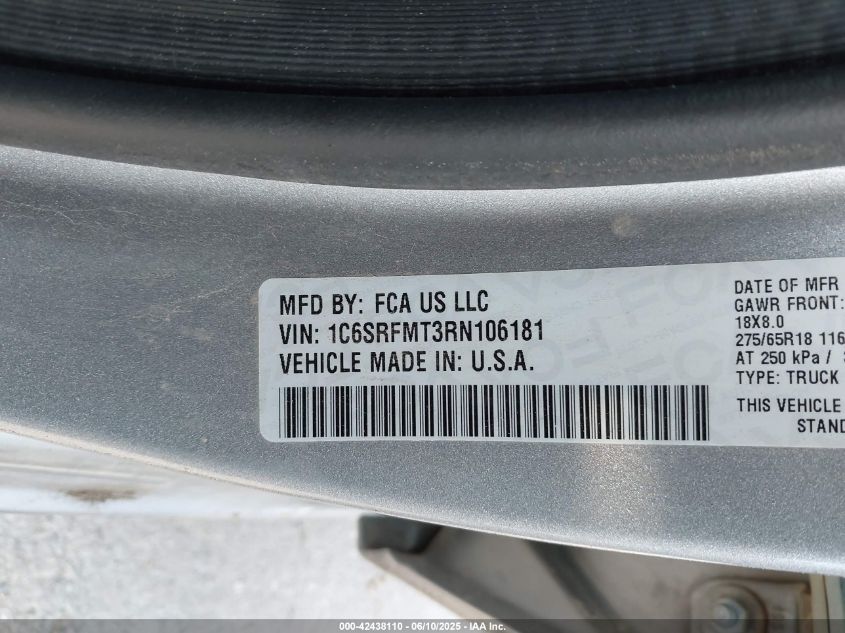 MFD BY: FCA US LLC
VIN: 1C6SRFMT3RN106181
VEHICLE MADE IN: U.S.A.
DATE OF MFR
GAWR FRONT:
18X8.0
275/65R18 116
AT 250 kPa /
TYPE: TRUCK
THIS VEHICLE
STAND
000-42438110 - 06/10/2025 - IAA Inc.